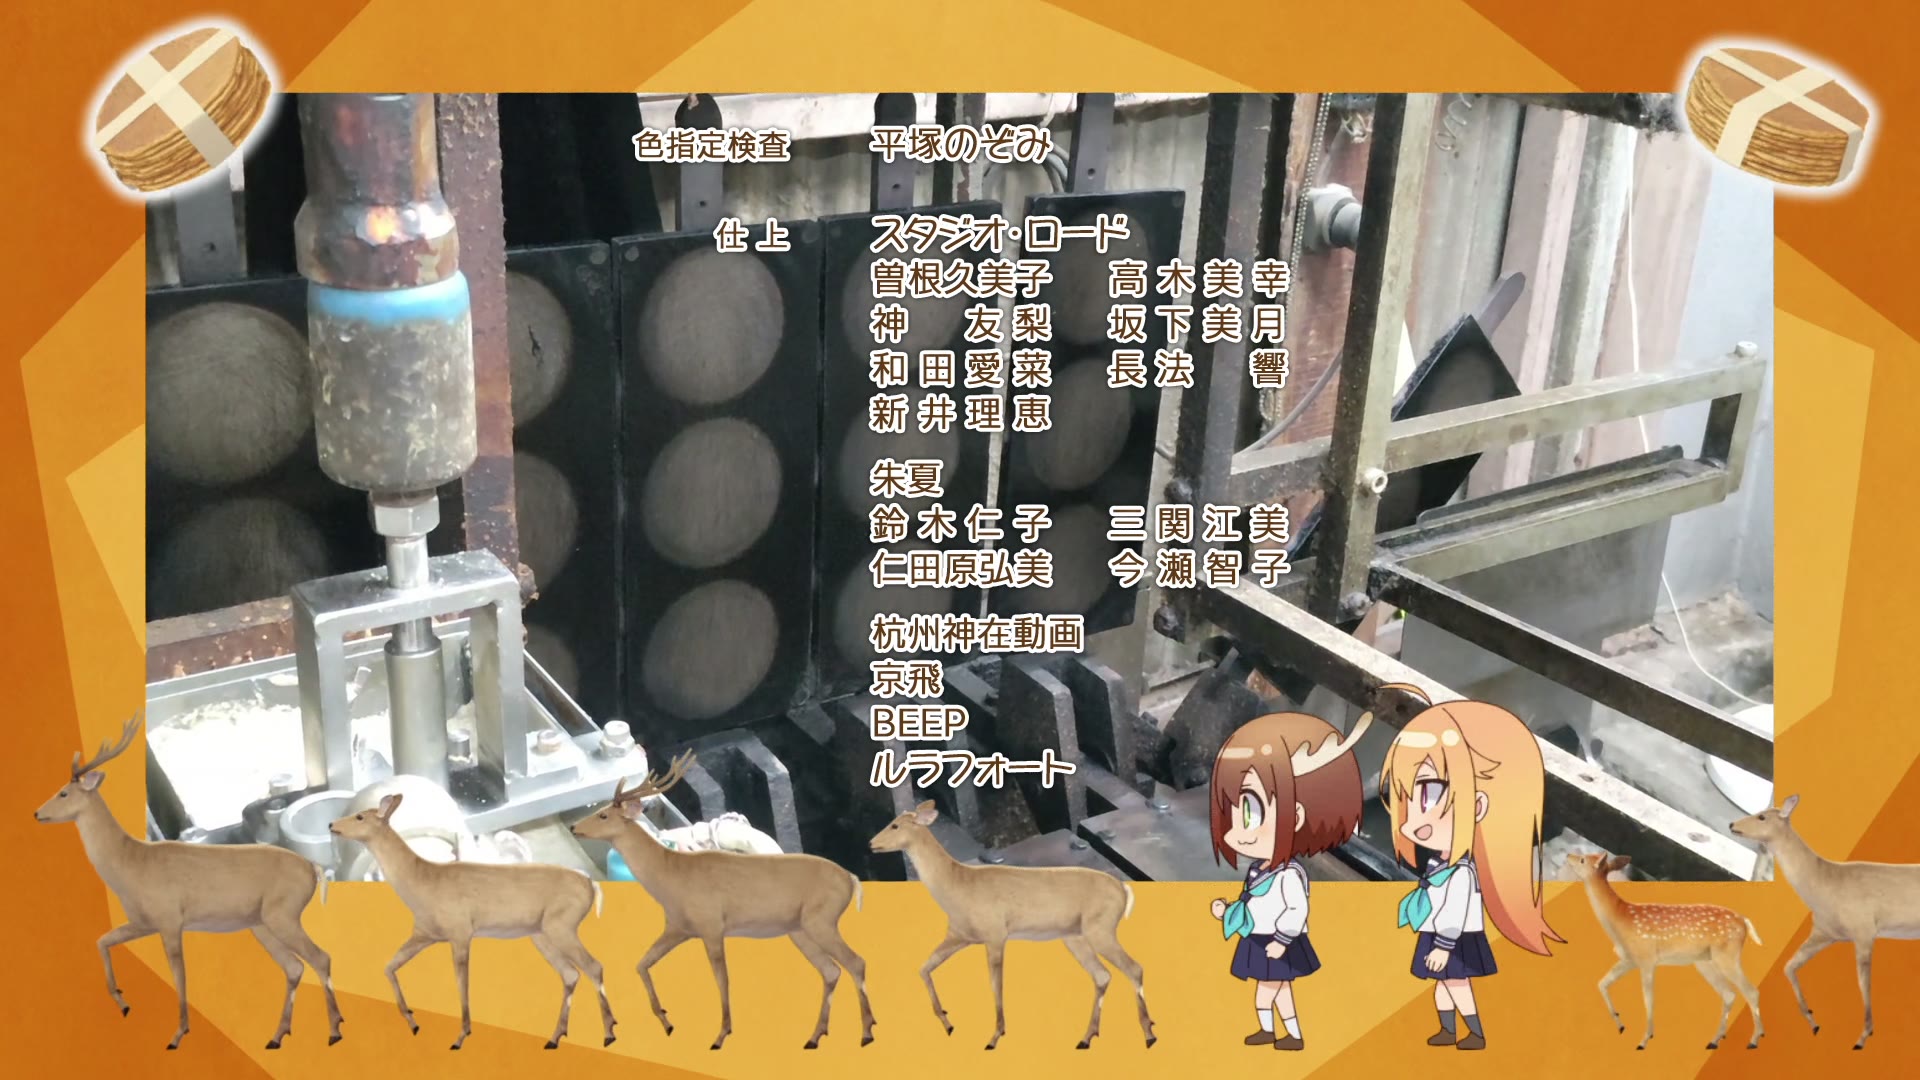 色指定検査 平塚のぞみ
仕上 スタジオ・ロード
曽根久美子 高木美幸
神友梨 坂下美月
和田愛菜 長法響
新井理恵
朱夏
鈴木仁子 三関江美
仁田原弘美 今瀬智子
杭州神在動画
京飛
BEEP
ルラフォート